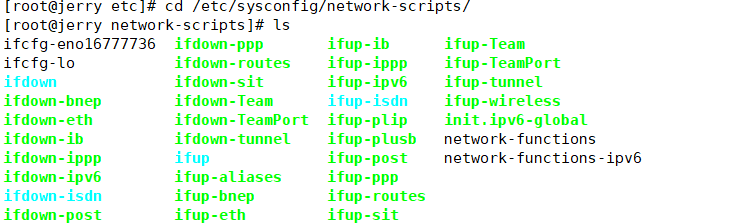 [root@jerry etc]# cd /etc/sysconfig/network-scripts/
[root@jerry network-scripts]# ls
ifcfg-eno16777736 ifdown-ppp ifup-ib ifup-Team
ifcfg-lo ifdown-routes ifup-ippp ifup-TeamPort
ifdown ifdown-sit ifup-ipv6 ifup-tunnel
ifdown-bnep ifdown-Team ifup-isdn ifup-wireless
ifdown-eth ifdown-TeamPort ifup-plip init.ipv6-global
ifdown-ib ifdown-tunnel ifup-plusb network-functions
ifdown-ippp ifup ifup-post network-functions-ipv6
ifdown-ipv6 ifup-aliases ifup-ppp
ifdown-isdn ifup-bnep ifup-routes
ifdown-post ifup-eth ifup-sit